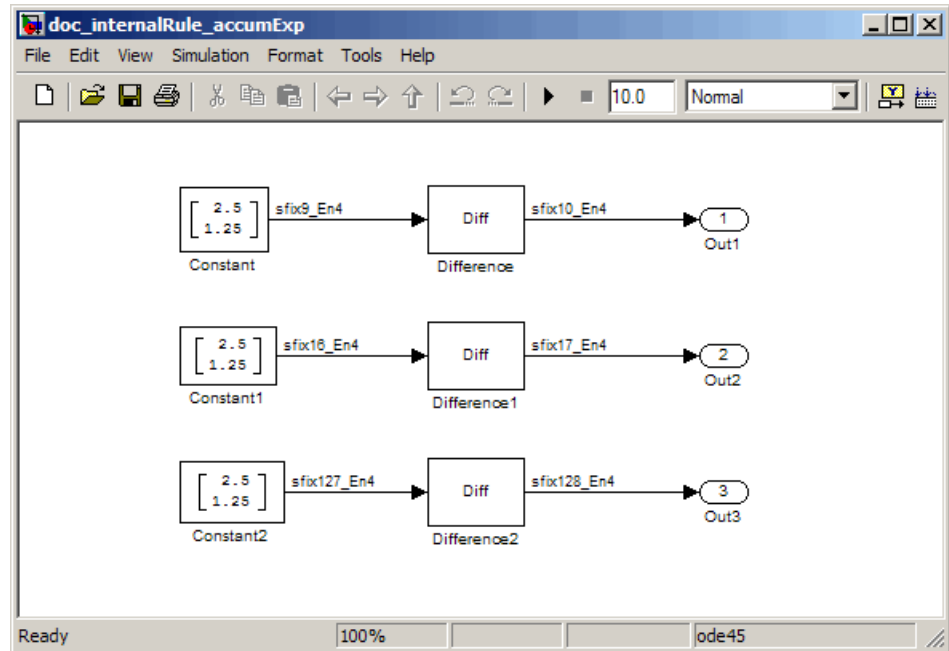 doc_internalRule_accumExp
File Edit View Simulation Format Tools Help
10.0 Normal
2.5
1.25
sfix9_En4
Diff
sfix10_En4
1
Constant
Difference
Out1
2.5
1.25
sfix16_En4
Diff
sfix17_En4
2
Constant1
Difference1
Out2
2.5
1.25
sfix127_En4
Diff
sfix128_En4
3
Constant2
Difference2
Out3
Ready 100% ode45